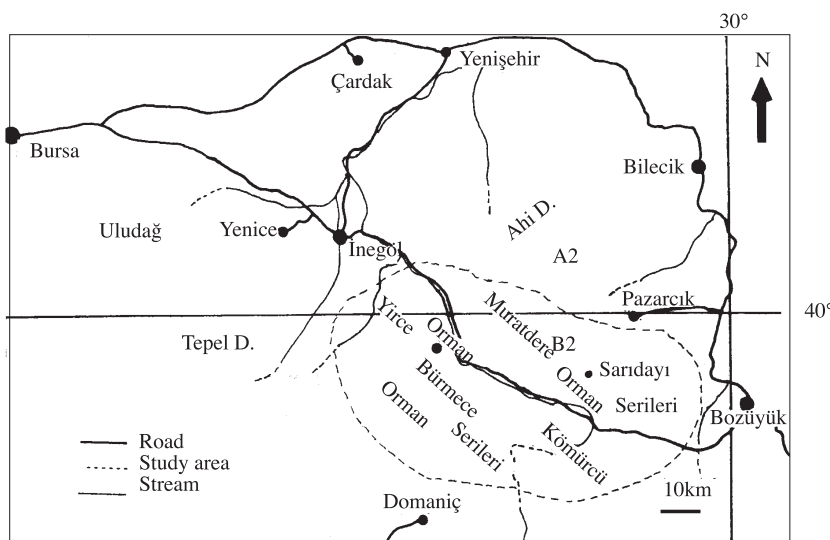 30°
N
Yenişehir
Çardak
Bursa
Bilecik
Ahi D.
Uludağ
Yenice
İnegöl
A2
Pazarcık
40°
Yirce
Orman
Muratdere
Orman
Serileri
Tepel D.
B2
Sarıdayı
Bürmece
Orman
Serileri
Kömürcü
Bozüyük
Road
Study area
Stream
10km
Domaniç